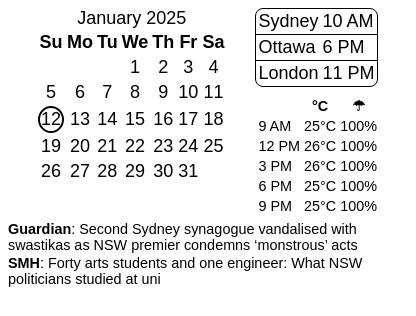 January 2025
Su Mo Tu We Th Fr Sa
1 2 3 4
5 6 7 8 9 10 11
12 13 14 15 16 17 18
19 20 21 22 23 24 25
26 27 28 29 30 31
Sydney 10 AM
Ottawa 6 PM
London 11 PM
°C ☂
9 AM 25°C 100%
12 PM 26°C 100%
3 PM 26°C 100%
6 PM 25°C 100%
9 PM 25°C 100%
Guardian: Second Sydney synagogue vandalised with
swastikas as NSW premier condemns ‘monstrous’ acts
SMH: Forty arts students and one engineer: What NSW
politicians studied at uni